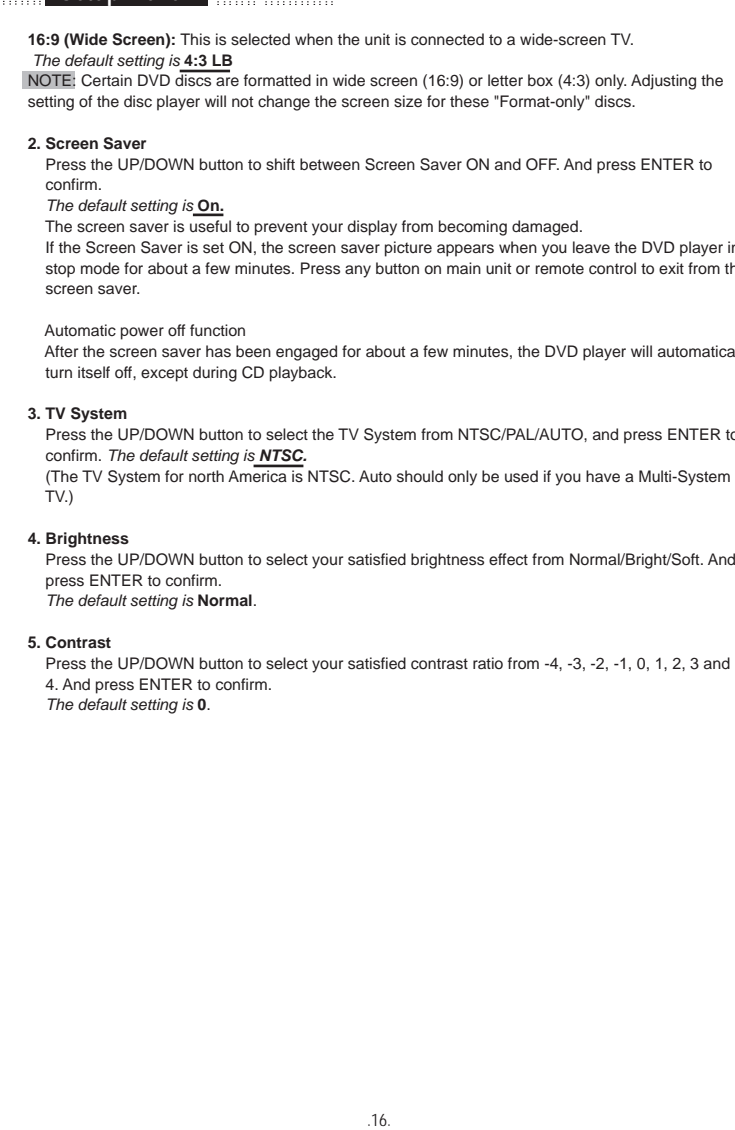 16:9 (Wide Screen): This is selected when the unit is connected to a wide-screen TV.
The default setting is 4:3 LB
NOTE: Certain DVD discs are formatted in wide screen (16:9) or letter box (4:3) only. Adjusting the
setting of the disc player will not change the screen size for these "Format-only" discs.
2. Screen Saver
Press the UP/DOWN button to shift between Screen Saver ON and OFF. And press ENTER to
confirm.
The default setting is On.
The screen saver is useful to prevent your display from becoming damaged.
If the Screen Saver is set ON, the screen saver picture appears when you leave the DVD player in
stop mode for about a few minutes. Press any button on main unit or remote control to exit from th
screen saver.
Automatic power off function
After the screen saver has been engaged for about a few minutes, the DVD player will automatica
turn itself off, except during CD playback.
3. TV System
Press the UP/DOWN button to select the TV System from NTSC/PAL/AUTO, and press ENTER to
confirm. The default setting is NTSC.
(The TV System for north America is NTSC. Auto should only be used if you have a Multi-System
TV.)
4. Brightness
Press the UP/DOWN button to select your satisfied brightness effect from Normal/Bright/Soft. And
press ENTER to confirm.
The default setting is Normal.
5. Contrast
Press the UP/DOWN button to select your satisfied contrast ratio from -4, -3, -2, -1, 0, 1, 2, 3 and
4. And press ENTER to confirm.
The default setting is 0.
.16.